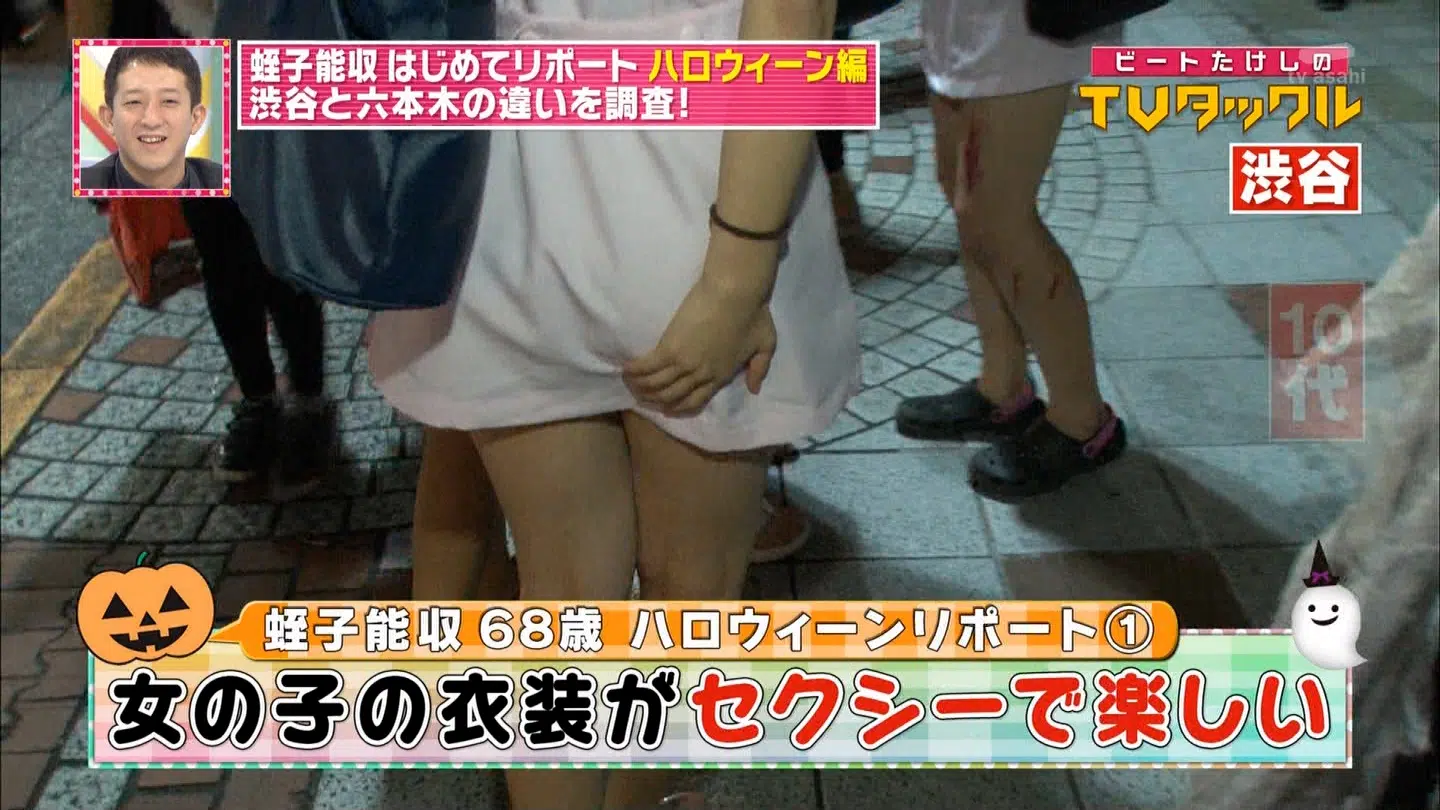 蛭子能収 はじめてリポート ハロウィーン編
渋谷と六本木の違いを調査!
ビートたけしの
tv asahi
TVタックル
渋谷
10
代
蛭子能収 68歳 ハロウィーンリポート①
女の子の衣装がセクシーで楽しい